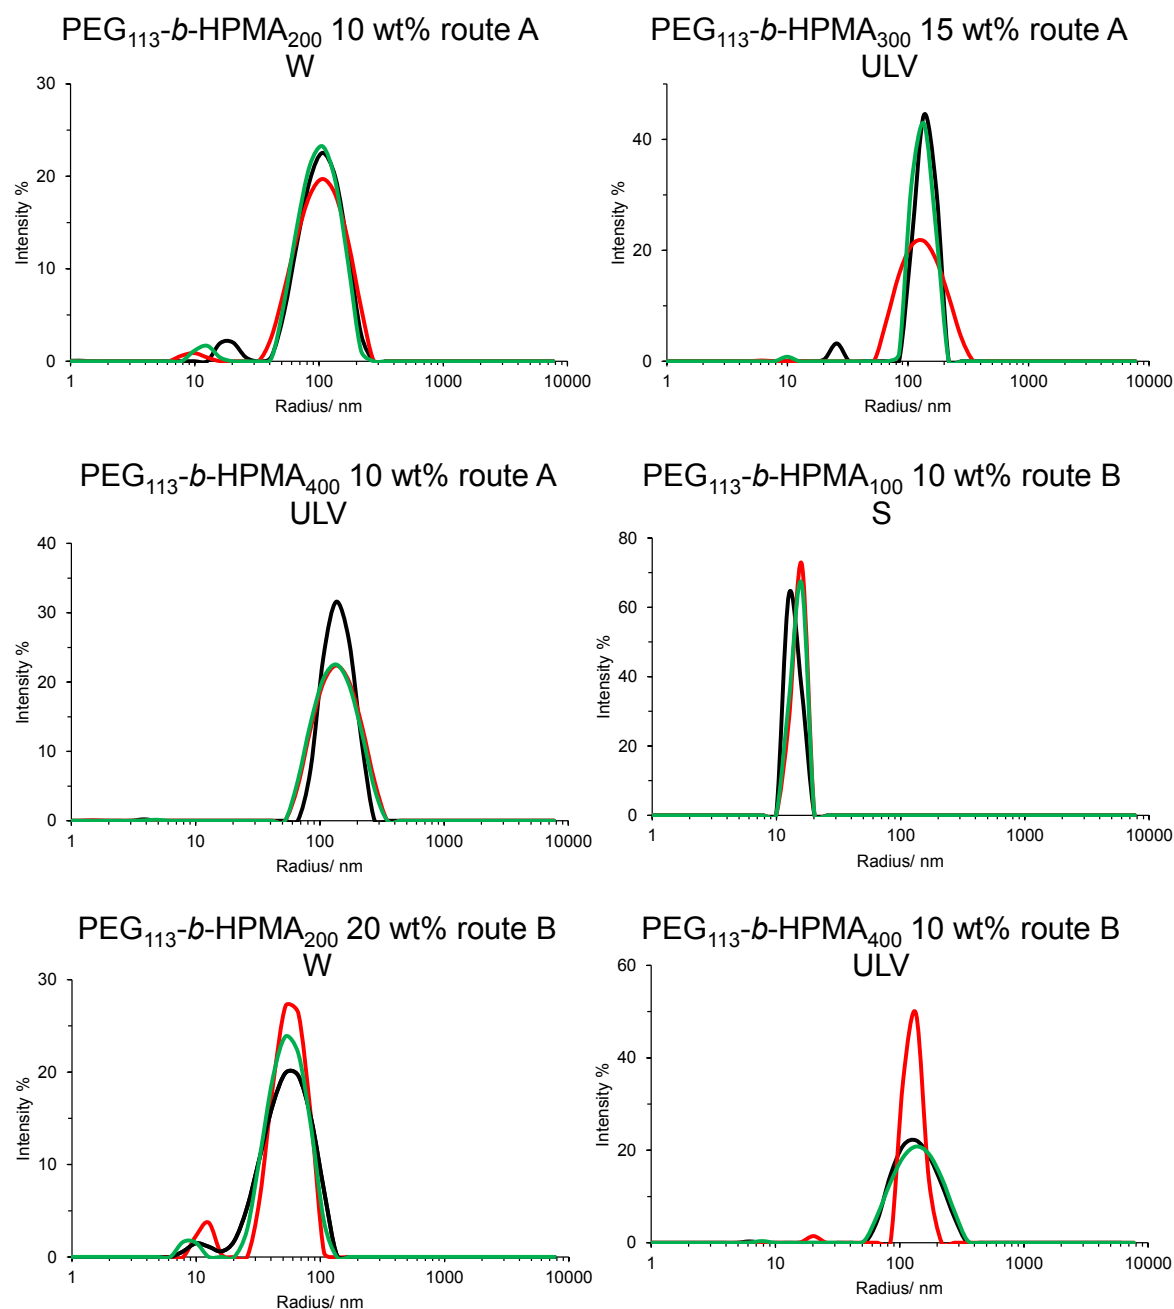 PEG113-b-HPMA200 10 wt% route A
W
30
20
10
0
Intensity %
1 10 100 1000 10000
Radius/ nm
PEG113-b-HPMA300 15 wt% route A
ULV
40
20
0
Intensity %
1 10 100 1000 10000
Radius/ nm
PEG113-b-HPMA400 10 wt% route A
ULV
40
30
20
10
0
Intensity %
1 10 100 1000 10000
Radius/ nm
PEG113-b-HPMA100 10 wt% route B
S
80
60
40
20
0
Intensity %
1 10 100 1000 10000
Radius/ nm
PEG113-b-HPMA200 20 wt% route B
W
30
20
10
0
Intensity %
1 10 100 1000 10000
Radius/ nm
PEG113-b-HPMA400 10 wt% route B
ULV
60
40
20
0
Intensity %
1 10 100 1000 10000
Radius/ nm